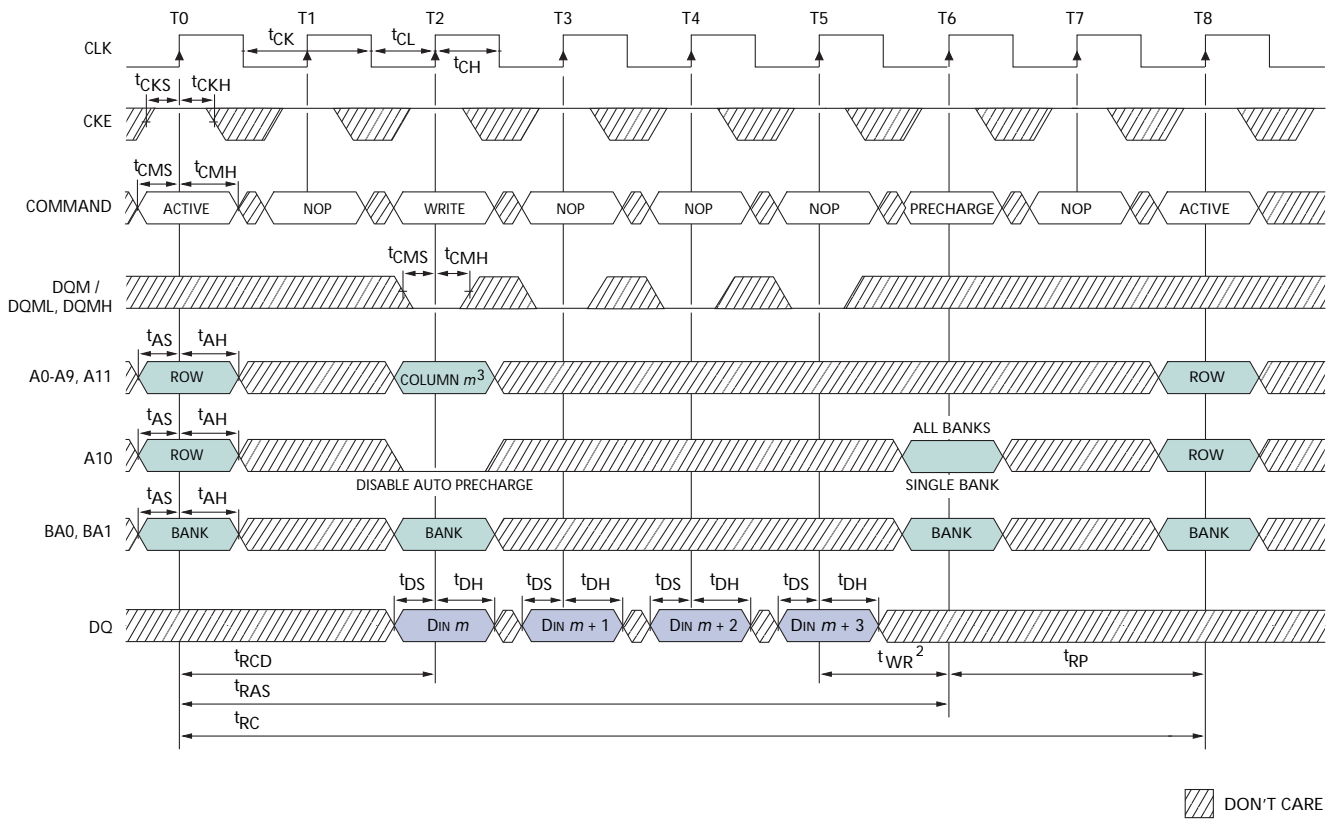 T0 T1 T2 T3 T4 T5 T6 T7 T8
CLK
tCK tCL
tCH
tCKS tCKH
CKE
tCMS tCMH
COMMAND ACTIVE NOP WRITE NOP NOP NOP PRECHARGE NOP ACTIVE
tCMS tCMH
DQM /
DQML, DQMH
tAS tAH
A0-A9, A11 ROW COLUMN m3 ROW
tAS tAH
ALL BANKS
A10 ROW ROW
DISABLE AUTO PRECHARGE SINGLE BANK
tAS tAH
BA0, BA1 BANK BANK BANK BANK
tDS tDH tDS tDH tDS tDH tDS tDH
DQ DIN m DIN m + 1 DIN m + 2 DIN m + 3
tRCD tWR2 tRP
tRAS
tRC
DON'T CARE